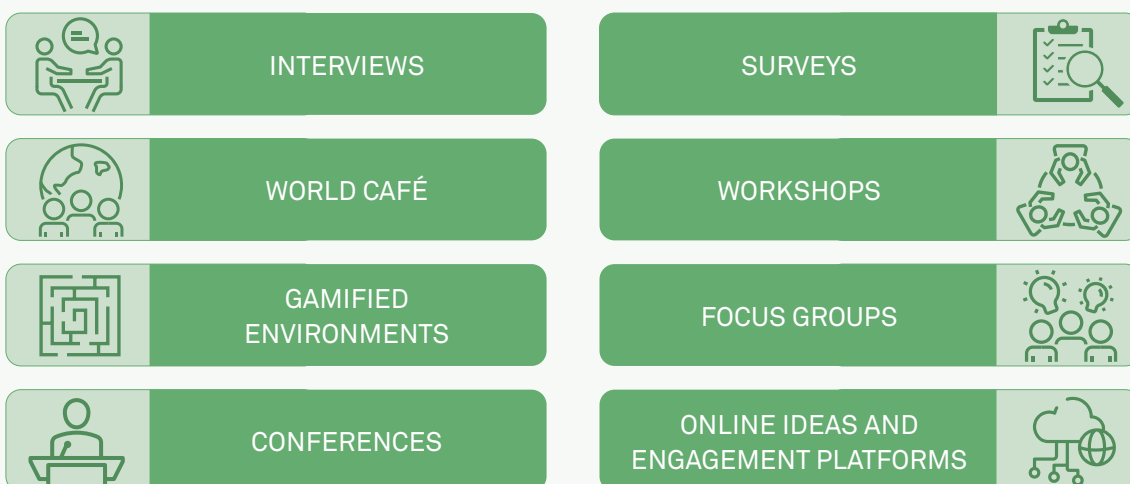 INTERVIEWS
SURVEYS
WORLD CAFÉ
WORKSHOPS
GAMIFIED
ENVIRONMENTS
FOCUS GROUPS
CONFERENCES
ONLINE IDEAS AND
ENGAGEMENT PLATFORMS